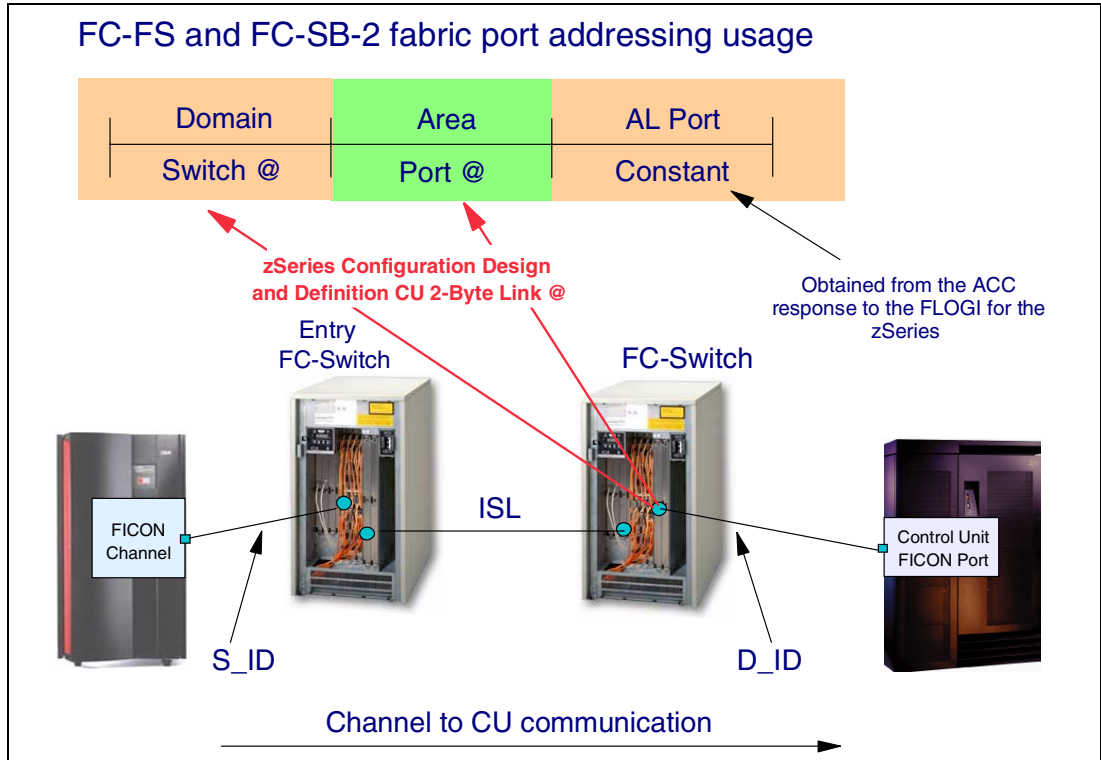 FC-FS and FC-SB-2 fabric port addressing usage
Domain
Area
AL Port
Switch @
Port @
Constant
zSeries Configuration Design
and Definition CU 2-Byte Link @
Obtained from the ACC
response to the FLOGI for the
zSeries
Entry
FC-Switch
FC-Switch
FICON
Channel
ISL
Control Unit
FICON Port
S_ID
D_ID
Channel to CU communication